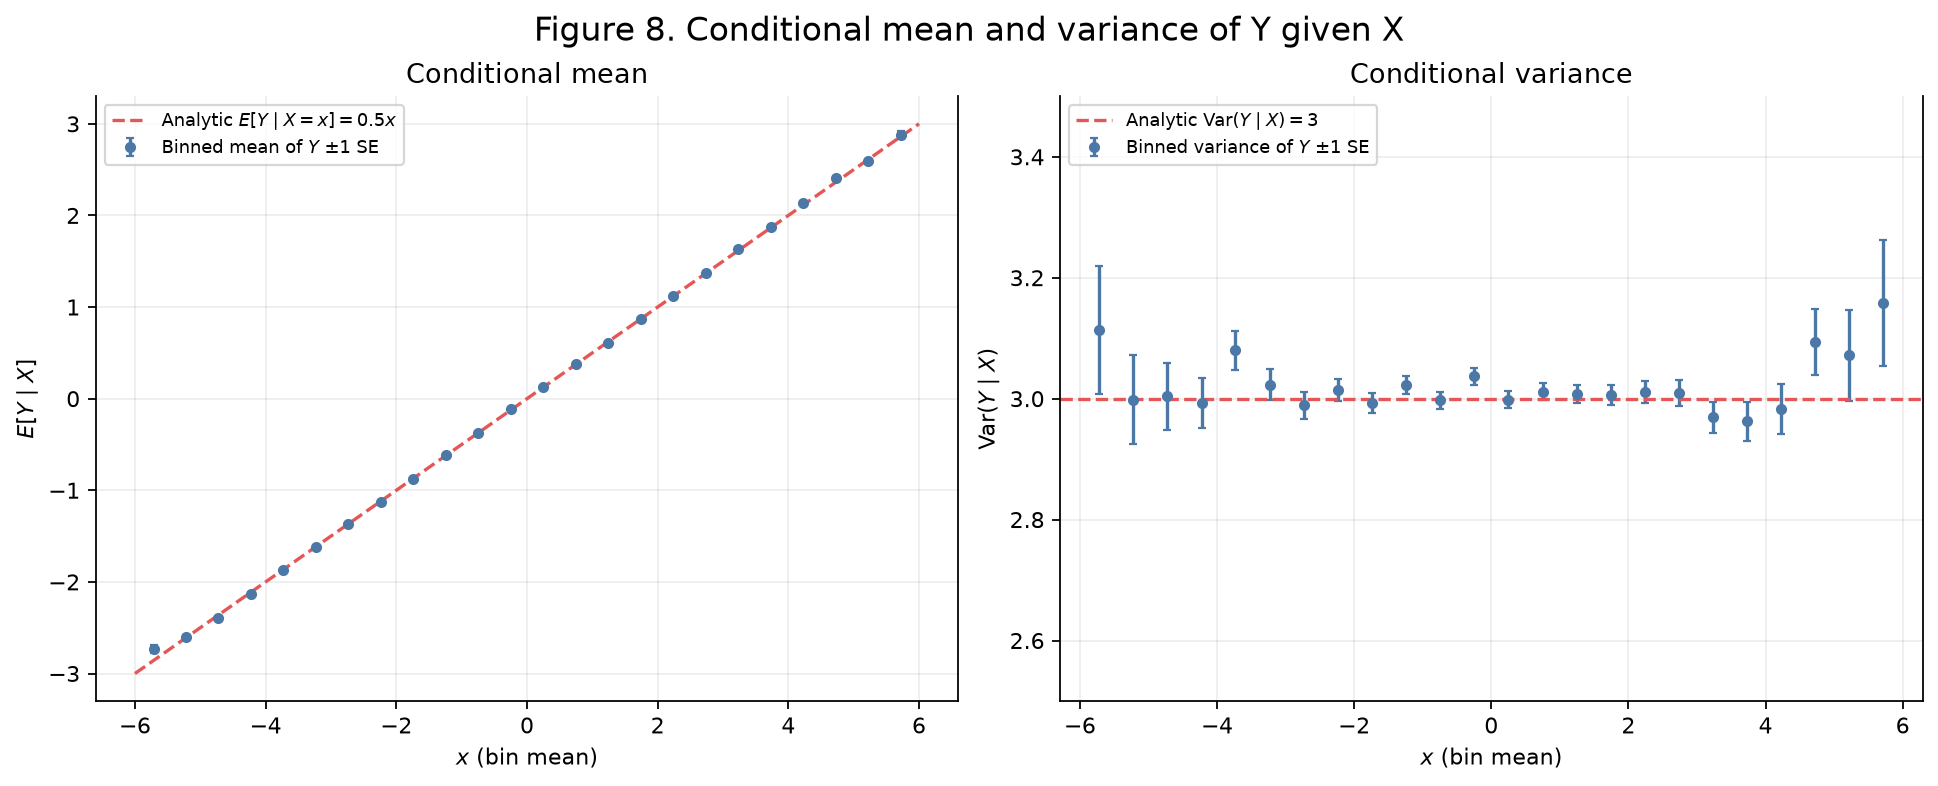 Figure 8. Conditional mean and variance of Y given X
Conditional mean
Analytic E[Y | X = x] = 0.5x
Binned mean of Y ±1 SE
3
2
1
0
−1
−2
−3
E[Y | X]
−6 −4 −2 0 2 4 6
x (bin mean)
Conditional variance
Analytic Var(Y | X) = 3
Binned variance of Y ±1 SE
3.4
3.2
3.0
2.8
2.6
Var(Y | X)
−6 −4 −2 0 2 4 6
x (bin mean)